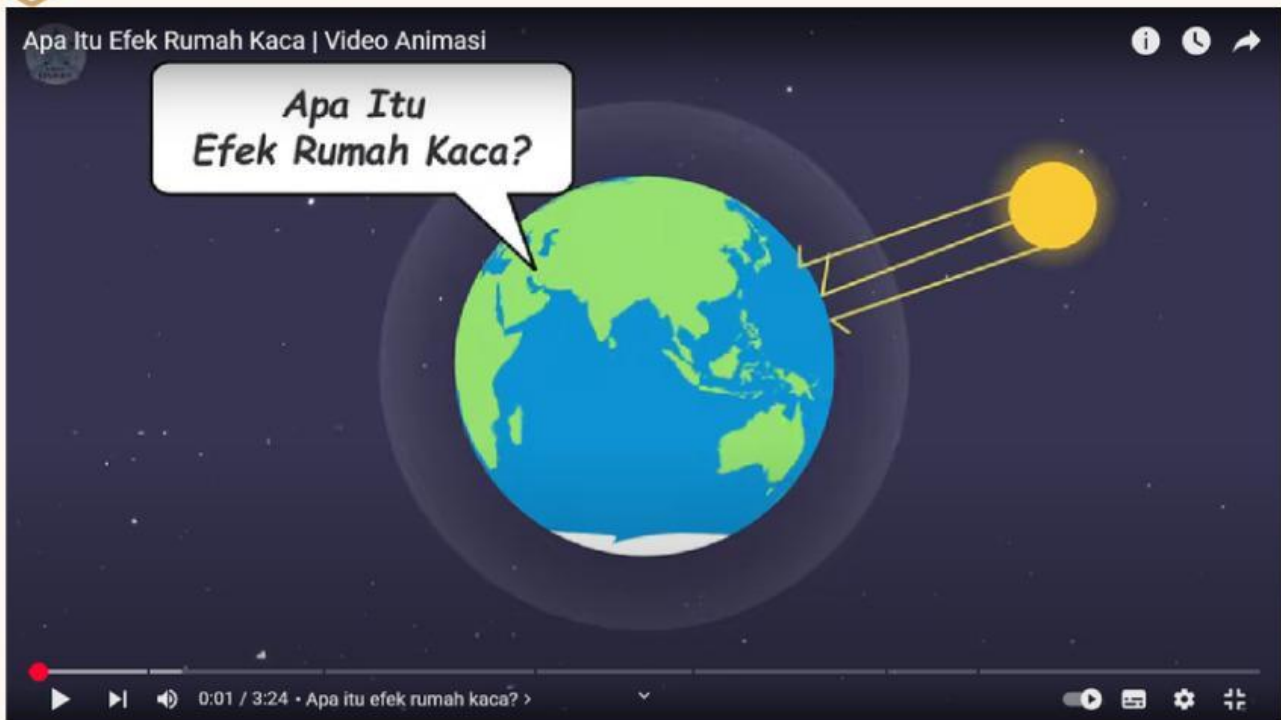 Apa Itu Efek Rumah Kaca | Video Animasi
Apa Itu
Efek Rumah Kaca?
0:01 / 3:24 • Apa itu efek rumah kaca? >